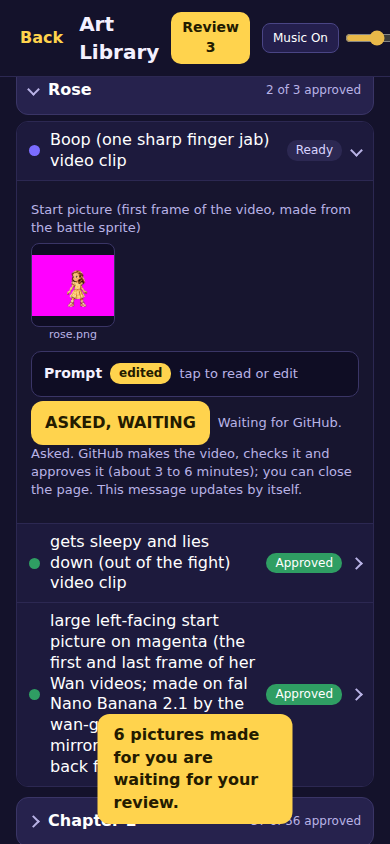 Back
Art
Library
Review
3
Music On
Rose
2 of 3 approved
Boop (one sharp finger jab)
video clip
Ready
Start picture (first frame of the video, made from
the battle sprite)
rose.png
Prompt edited tap to read or edit
ASKED, WAITING
Waiting for GitHub.
Asked. GitHub makes the video, checks it and
approves it (about 3 to 6 minutes); you can close
the page. This message updates by itself.
gets sleepy and lies
down (out of the fight)
video clip
Approved
large left-facing start
picture on magenta (the
first and last frame of her
Wan videos; made on fal
Nano Banana 2.1 by the
Approved
6 pictures made
for you are
waiting for your
review.
approved